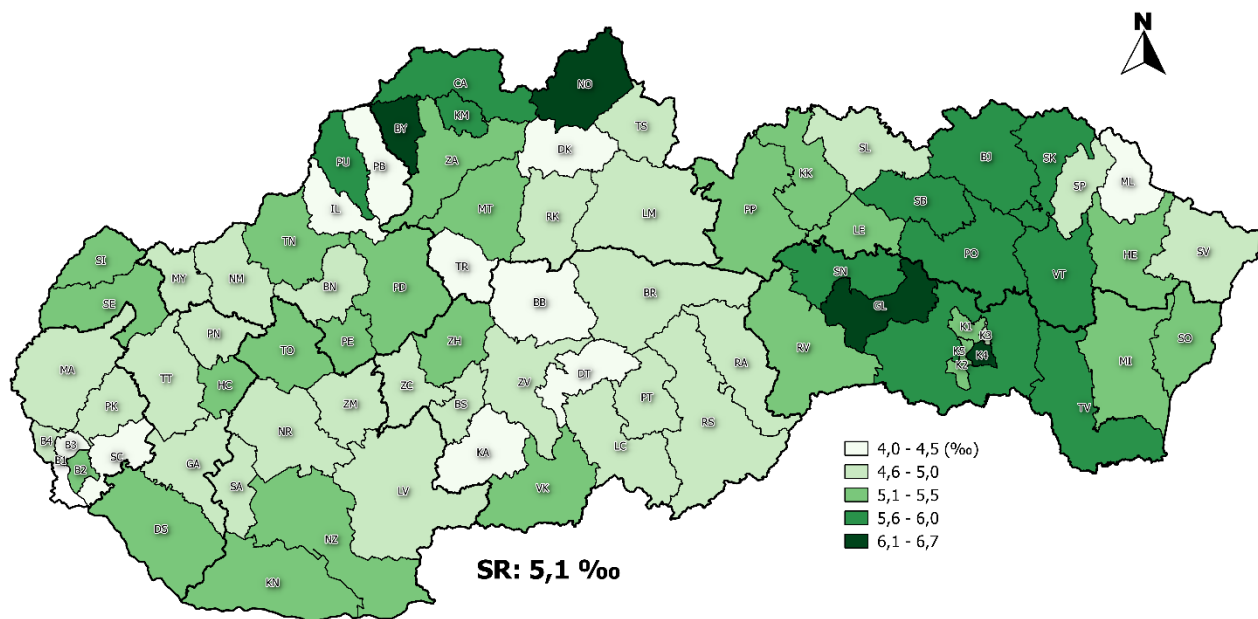 N
CA
NO
KM
BY
TS
PU
PB
DK
ZA
SL
BJ
SK
KK
SP
ML
IL
MT
RK
LM
PP
SB
LE
TN
PO
HE
SV
SI
MY
NM
TR
SN
VT
BN
PD
BR
SE
BB
GL
PN
TO
PE
ZH
K1
K3
SO
RV
K5
K4
MI
MA
TT
HC
ZC
ZV
DT
RA
K2
PK
ZM
BS
PT
TV
B4
B3
SC
NR
RS
B1
B2
GA
KA
LC
SA
LV
VK
DS
NZ
KN
4,0 - 4,5 (‰)
4,6 - 5,0
5,1 - 5,5
5,6 - 6,0
6,1 - 6,7
SR: 5,1 ‰